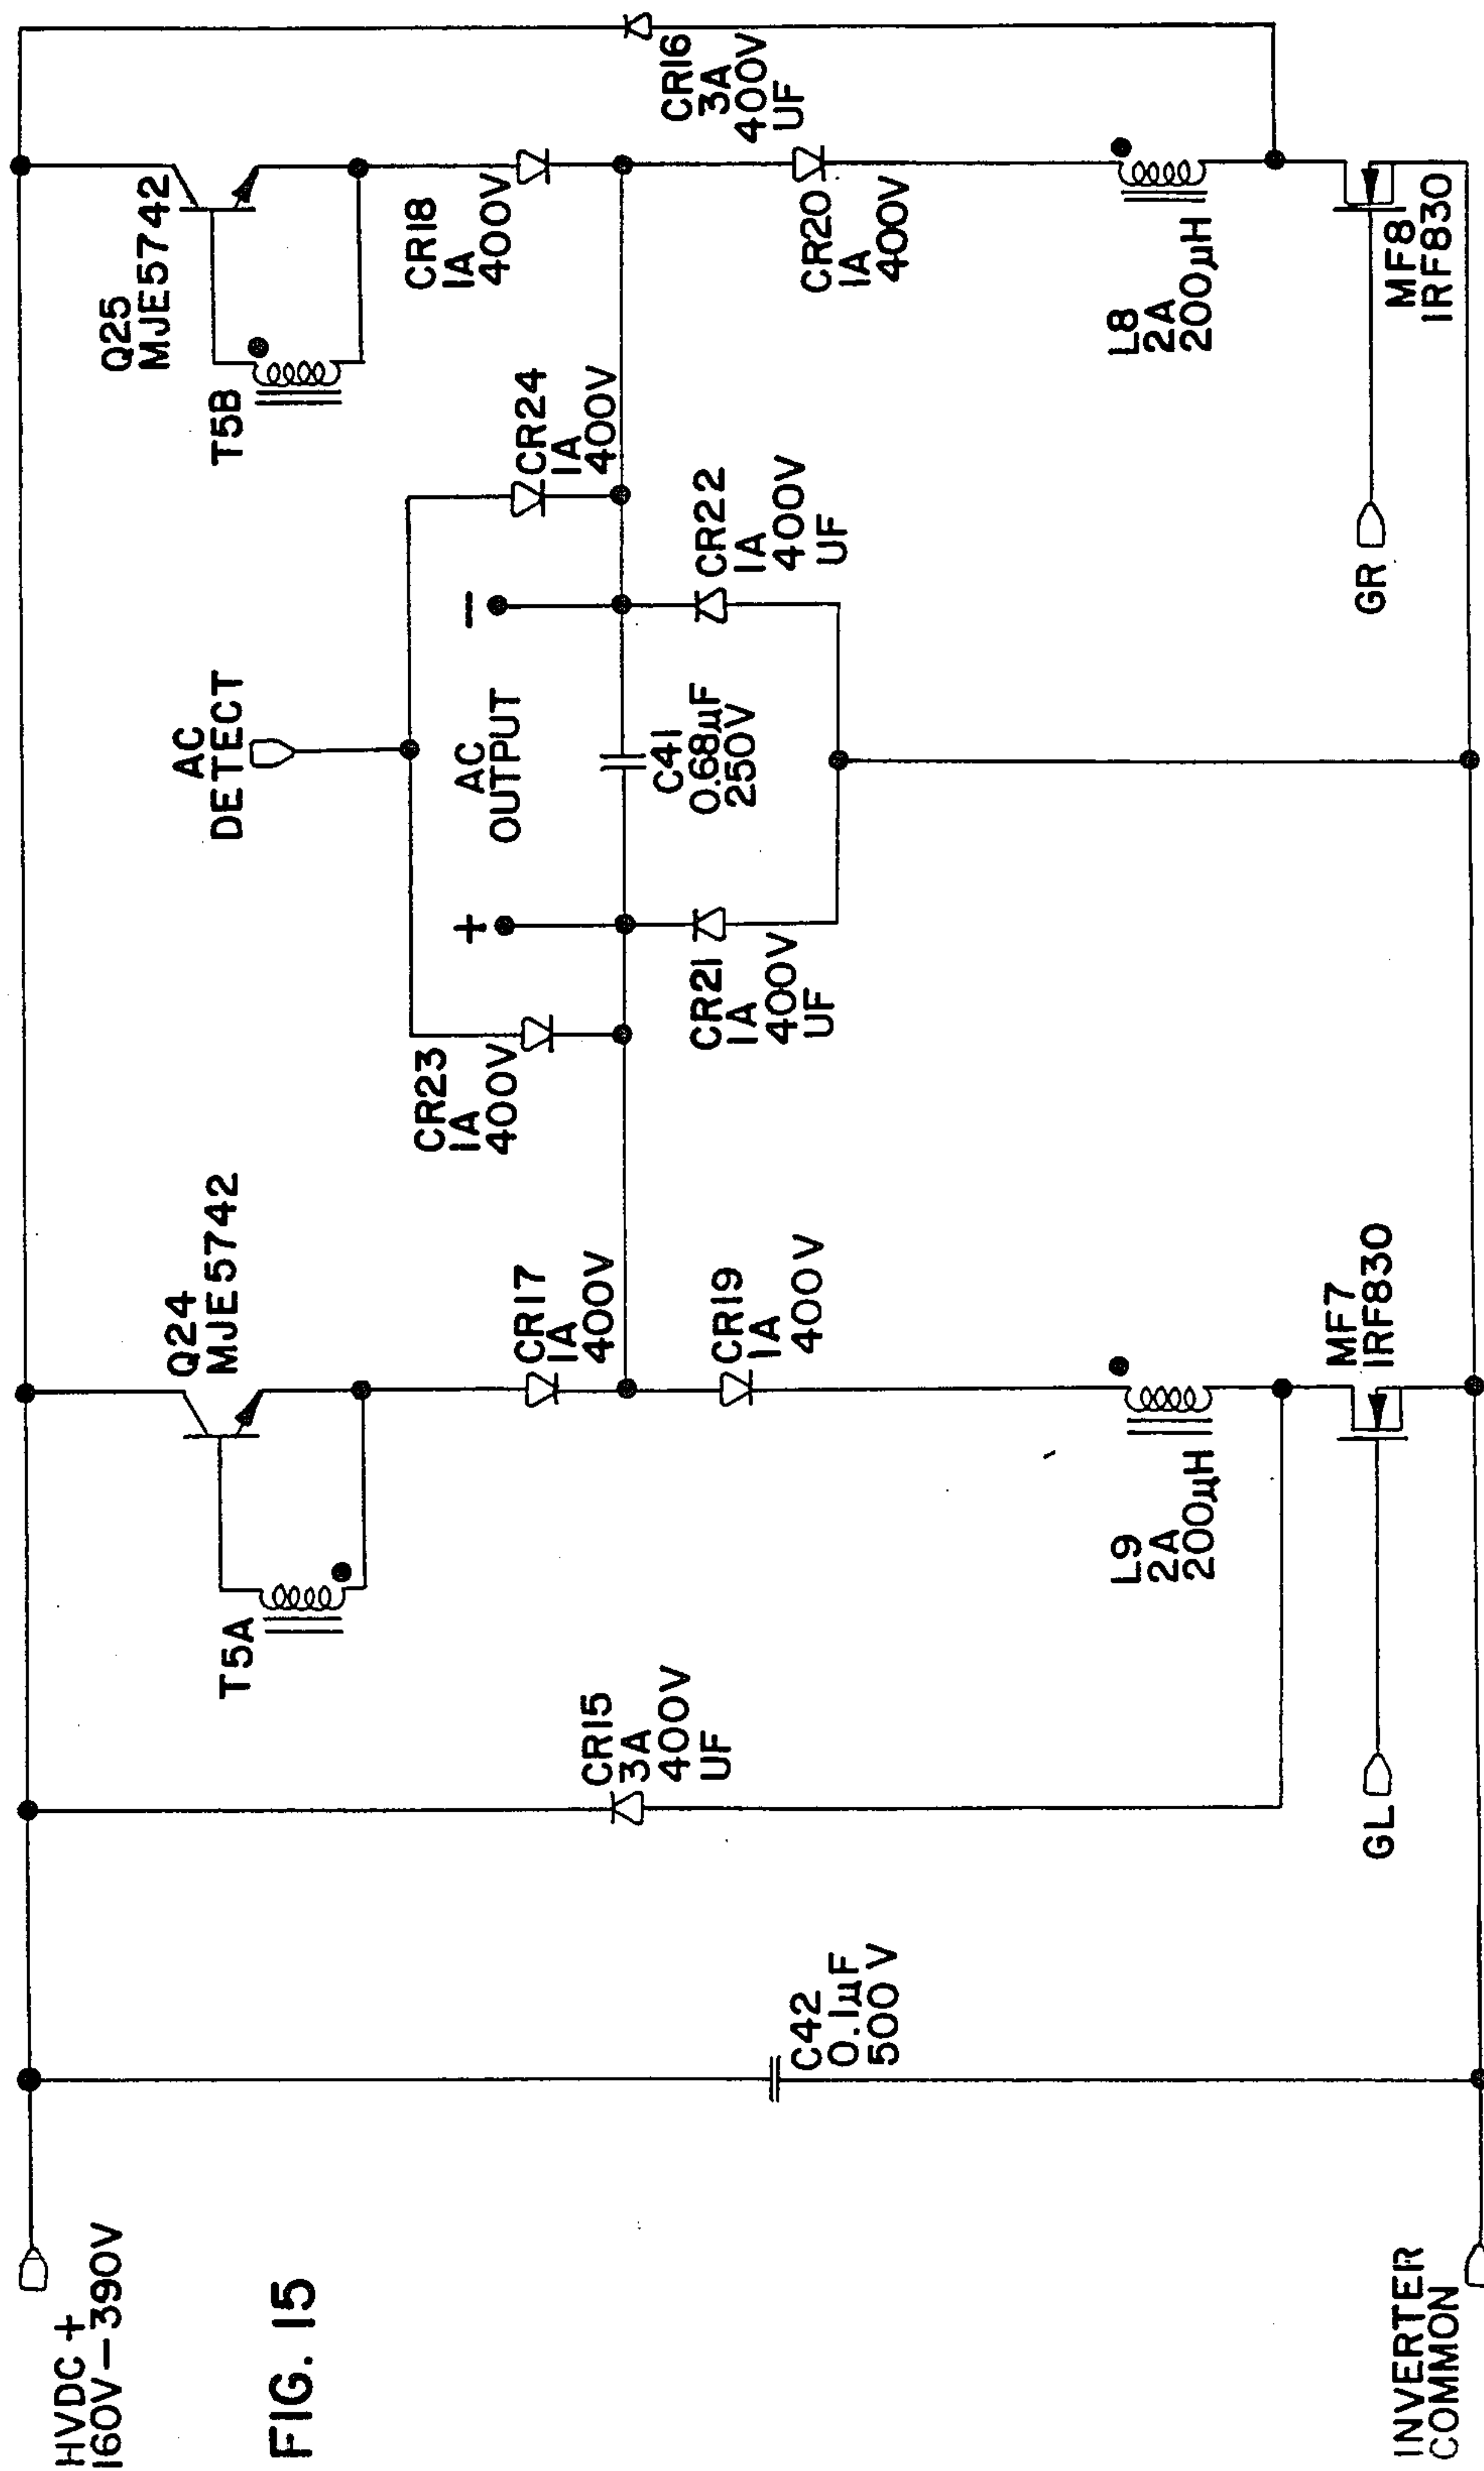 HVDC +
160V–390V
FIG. 15
INVERTER
COMMON
C42
0.1µF
500V
CR15
3A
400V
UF
T5A
Q24
MJE5742
CR17
1A
400V
CR19
1A
400V
L9
2A
200µH
GL
MF7
IRF830
CR23
1A
400V
AC
DETECT
+
AC
OUTPUT
–
CR21
1A
400V
UF
C41
0.68µF
250V
CR22
1A
400V
UF
CR24
1A
400V
T5B
Q25
MJE5742
CR18
1A
400V
CR20
1A
400V
L8
2A
200µH
GR
MF8
IRF830
CR16
3A
400V
UF